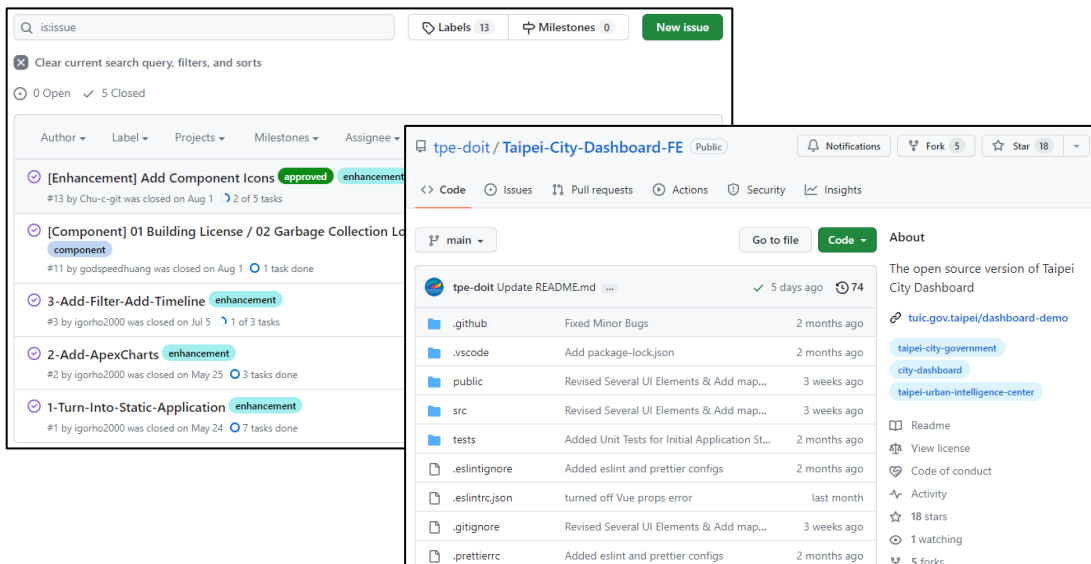 is:issue
Labels 13
Milestones 0
New issue
Clear current search query, filters, and sorts
0 Open 5 Closed
Author Label Projects Milestones Assignee
[Enhancement] Add Component Icons approved enhancement
#13 by Chu-c-git was closed on Aug 1 2 of 5 tasks
[Component] 01 Building License / 02 Garbage Collection Lo
component
#11 by godspeedhuang was closed on Aug 1 1 task done
3-Add-Filter-Add-Timeline enhancement
#3 by igorho2000 was closed on Jul 5 1 of 3 tasks
2-Add-ApexCharts enhancement
#2 by igorho2000 was closed on May 25 3 tasks done
1-Turn-Into-Static-Application enhancement
#1 by igorho2000 was closed on May 24 7 tasks done
tpe-doit / Taipei-City-Dashboard-FE Public
Notifications Fork 5 Star 18
Code Issues Pull requests Actions Security Insights
main Go to file Code
tpe-doit Update README.md ... 5 days ago 74
.github Fixed Minor Bugs 2 months ago
.vscode Add package-lock.json 2 months ago
public Revised Several UI Elements & Add map... 3 weeks ago
src Revised Several UI Elements & Add map... 3 weeks ago
tests Added Unit Tests for Initial Application St... 2 months ago
.eslintignore Added eslint and prettier configs 2 months ago
.eslintrc.json turned off Vue props error last month
.gitignore Revised Several UI Elements & Add map... 3 weeks ago
.prettierrc Added eslint and prettier configs 2 months ago
About
The open source version of Taipei
City Dashboard
tuic.gov.taipei/dashboard-demo
taipei-city-government
city-dashboard
taipei-urban-intelligence-center
Readme
View license
Code of conduct
Activity
18 stars
1 watching
5 forks